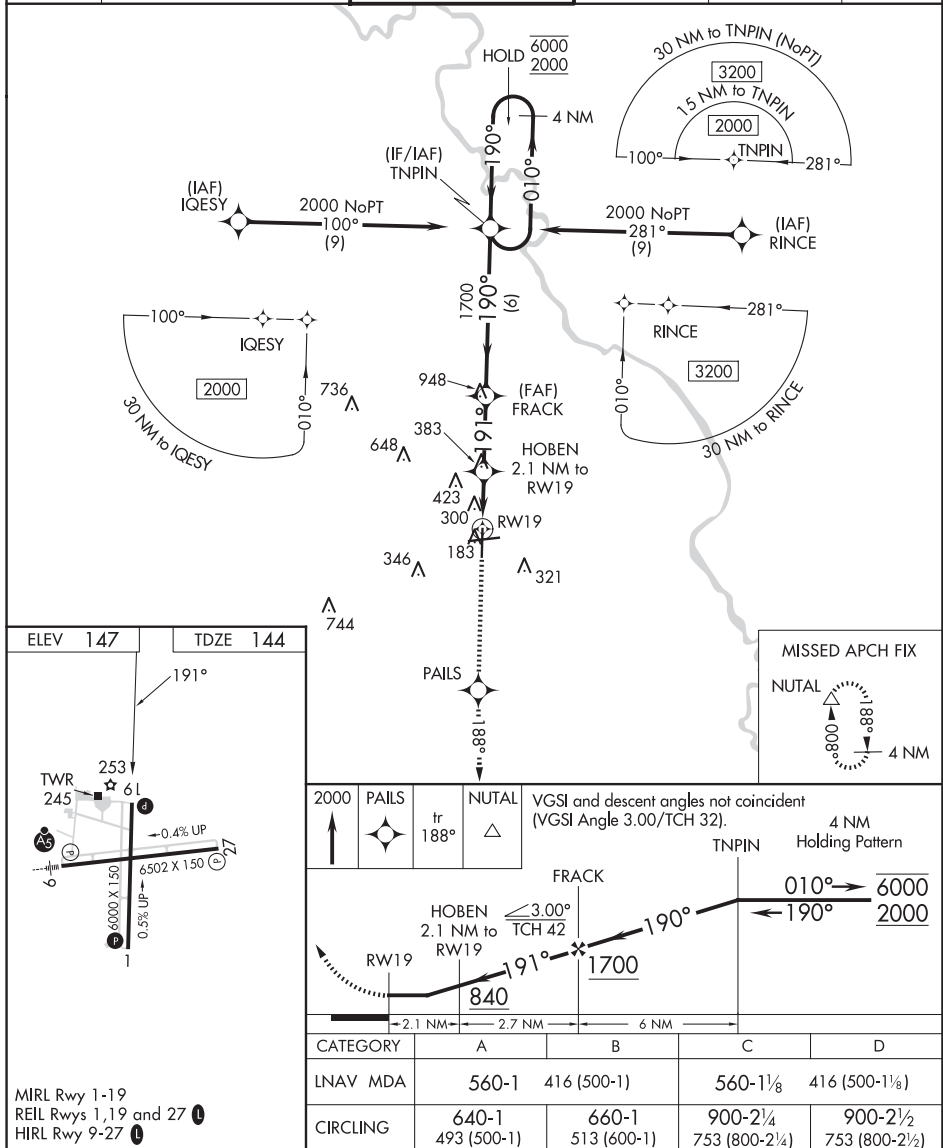 HOLD 6000
2000
4 NM
190°
010°
(IF/IAF)
TNPIN
30 NM to TNPIN (NoPT)
3200
15 NM to TNPIN
2000
TNPIN
100°
281°
(IAF)
IQESY
2000 NoPT
100°
(9)
2000 NoPT
281°
(9)
(IAF)
RINCE
1700
190°
(6)
100°
IQESY
2000
010°
30 NM to IQESY
281°
RINCE
3200
010°
30 NM to RINCE
736
948
(FAF)
FRACK
191°
648
383
HOBEN
2.1 NM to
RW19
423
300
RW19
183
346
321
744
PAILS
188°
MISSED APCH FIX
NUTAL
188°
008°
4 NM
ELEV 147
TDZE 144
191°
TWR
245
253
19
P
A5
P
0.4% UP
27
P
9
6502 X 150
6000 X 150
0.5% UP
P
1
MIRL Rwy 1-19
REIL Rwys 1,19 and 27 L
HIRL Rwy 9-27 L
2000
PAILS
tr
188°
NUTAL
VGSI and descent angles not coincident
(VGSI Angle 3.00/TCH 32).
4 NM
Holding Pattern
TNPIN
FRACK
010°
6000
190°
2000
HOBEN
2.1 NM to
RW19
3.00°
TCH 42
190°
RW19
191°
1700
840
2.1 NM
2.7 NM
6 NM
CATEGORY A B C D
LNAV MDA 560-1 416 (500-1) 560-1⅛ 416 (500-1⅛)
CIRCLING 640-1 660-1 900-2¼ 900-2½
493 (500-1) 513 (600-1) 753 (800-2¼) 753 (800-2½)